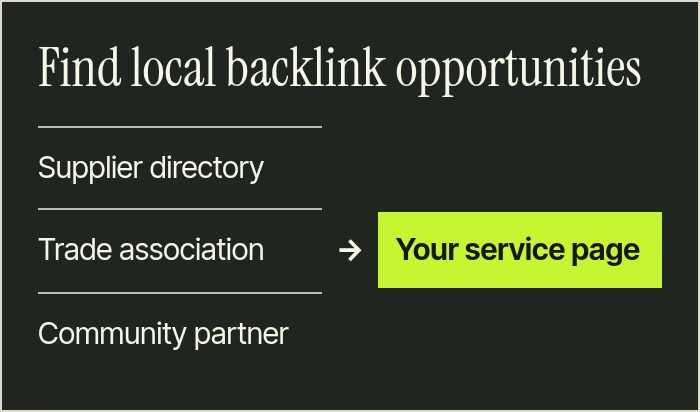 Find local backlink opportunities
Supplier directory
Trade association
→ Your service page
Community partner